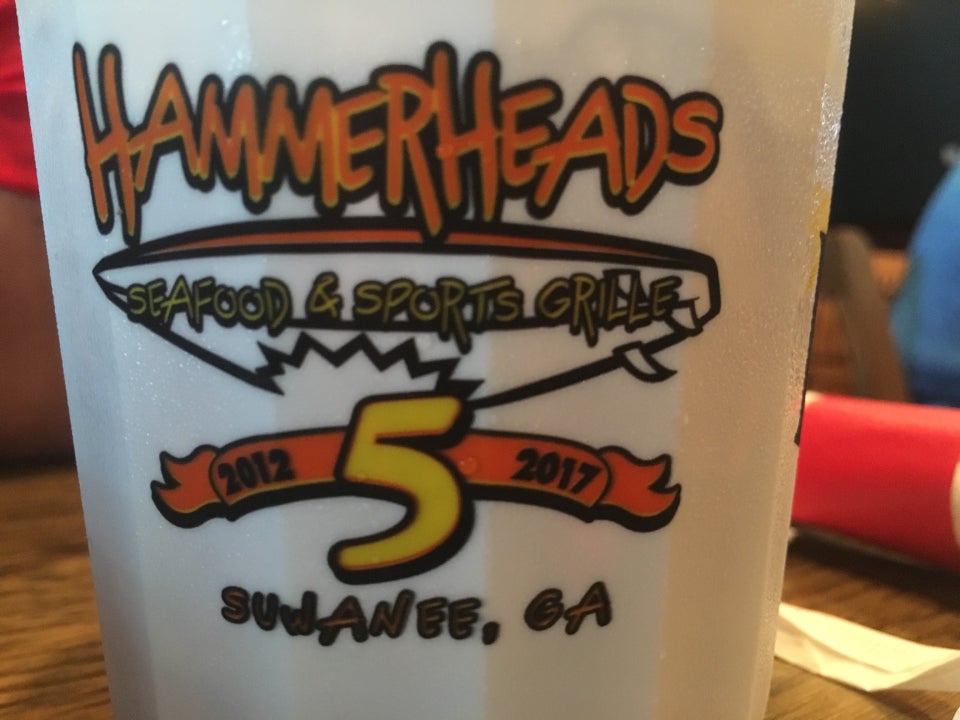 HAMMERHEADS
SEAFOOD & SPORTS GRILLE
2012 5 2017
SUWANEE, GA